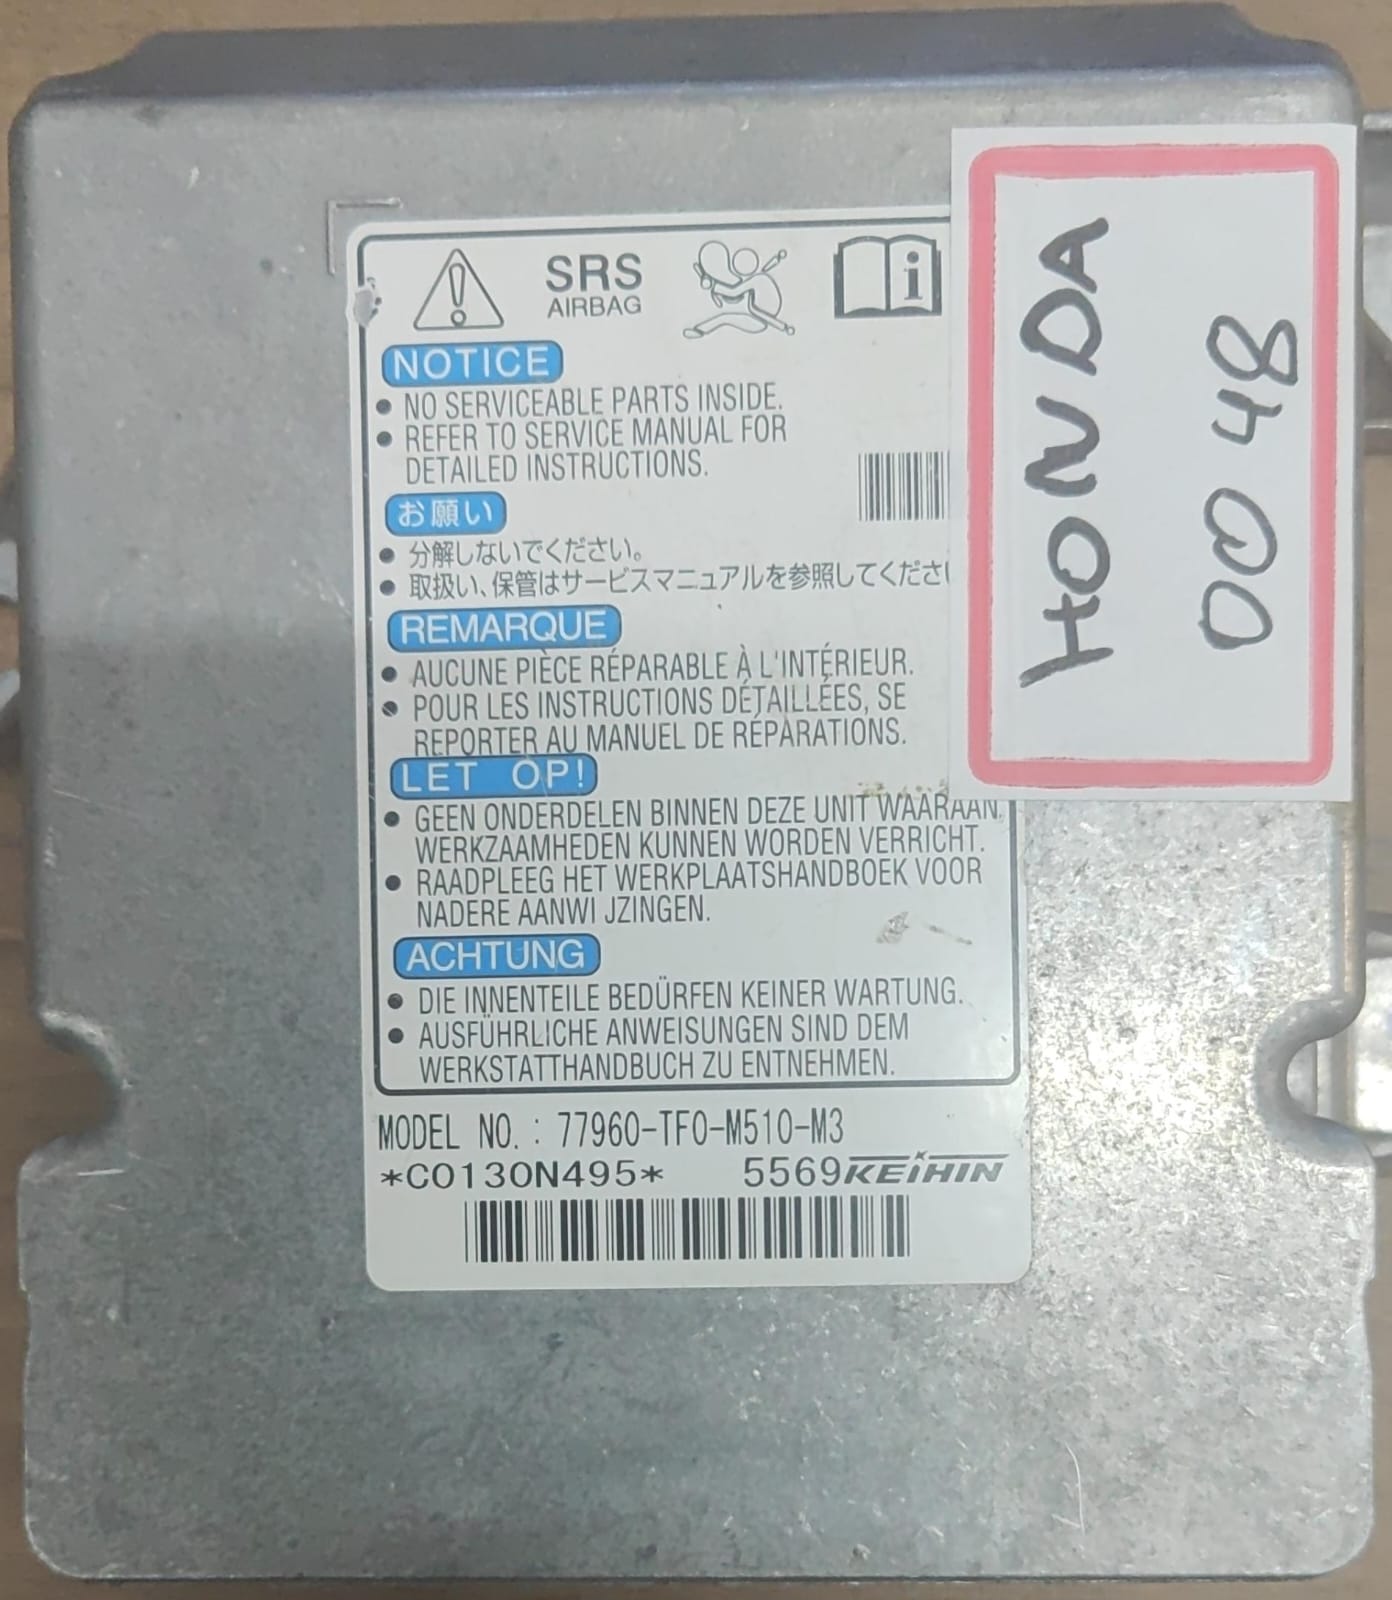 SRS
AIRBAG
NOTICE
• NO SERVICEABLE PARTS INSIDE.
• REFER TO SERVICE MANUAL FOR
DETAILED INSTRUCTIONS.
お願い
• 分解しないでください。
• 取扱い、保管はサービスマニュアルを参照してくださ
REMARQUE
• AUCUNE PIÈCE RÉPARABLE À L'INTÉRIEUR.
• POUR LES INSTRUCTIONS DÉTAILLÉES, SE
REPORTER AU MANUEL DE RÉPARATIONS.
LET OP!
• GEEN ONDERDELEN BINNEN DEZE UNIT WAARAAN
WERKZAAMHEDEN KUNNEN WORDEN VERRICHT.
• RAADPLEEG HET WERKPLAATSHANDBOEK VOOR
NADERE AANWI JZINGEN.
ACHTUNG
• DIE INNENTEILE BEDÜRFEN KEINER WARTUNG.
• AUSFÜHRLICHE ANWEISUNGEN SIND DEM
WERKSTATTHANDBUCH ZU ENTNEHMEN.
MODEL NO. : 77960-TF0-M510-M3
*C0130N495* 5569 KEIHIN
HONDA
0048